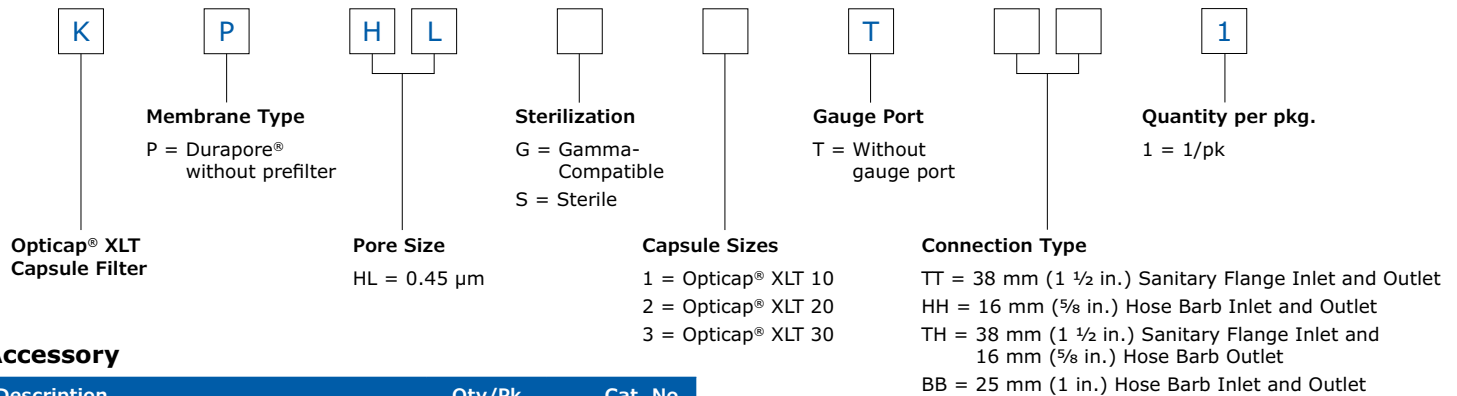 K P H L T 1
Membrane Type
P = Durapore®
without prefilter
Sterilization
G = Gamma-
Compatible
S = Sterile
Gauge Port
T = Without
gauge port
Quantity per pkg.
1 = 1/pk
Opticap® XLT
Capsule Filter
Pore Size
HL = 0.45 µm
Capsule Sizes
1 = Opticap® XLT 10
2 = Opticap® XLT 20
3 = Opticap® XLT 30
Connection Type
TT = 38 mm (1 ½ in.) Sanitary Flange Inlet and Outlet
HH = 16 mm (⅝ in.) Hose Barb Inlet and Outlet
TH = 38 mm (1 ½ in.) Sanitary Flange Inlet and
16 mm (⅝ in.) Hose Barb Outlet
BB = 25 mm (1 in.) Hose Barb Inlet and Outlet